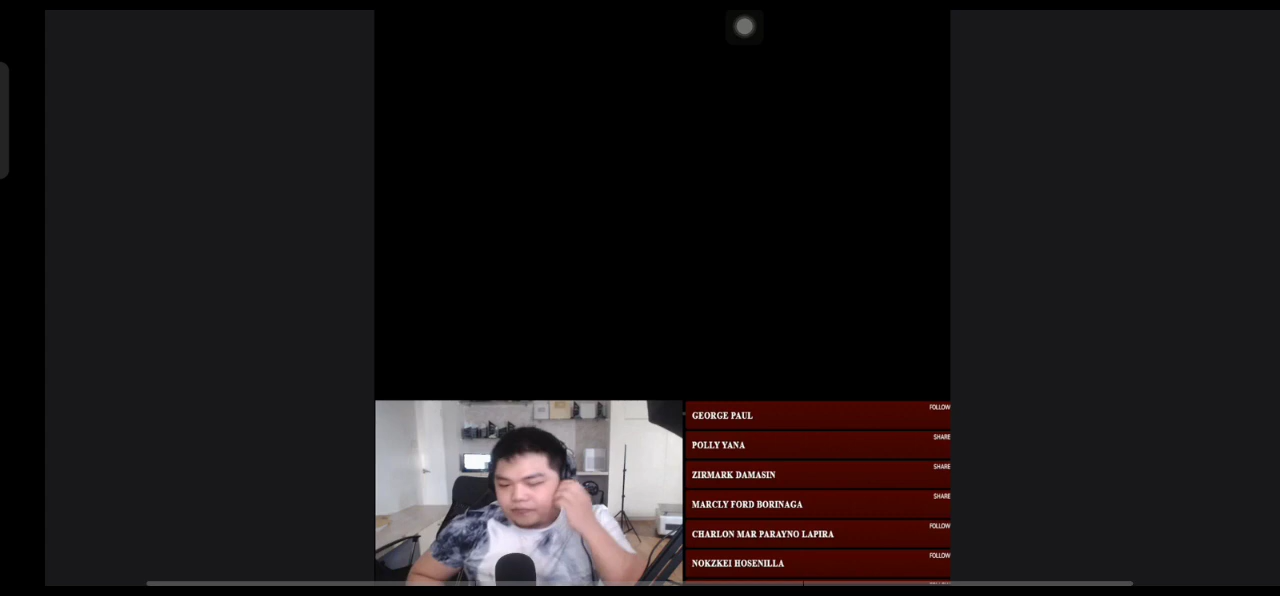 GEORGE PAUL FOLLOW
POLLY YANA SHARE
ZIRMARK DAMASIN SHARE
MARCLY FORD BORINAGA SHARE
CHARLON MAR PARAYNO LAPIRA FOLLOW
NOKZKEI HOSENILLA FOLLOW